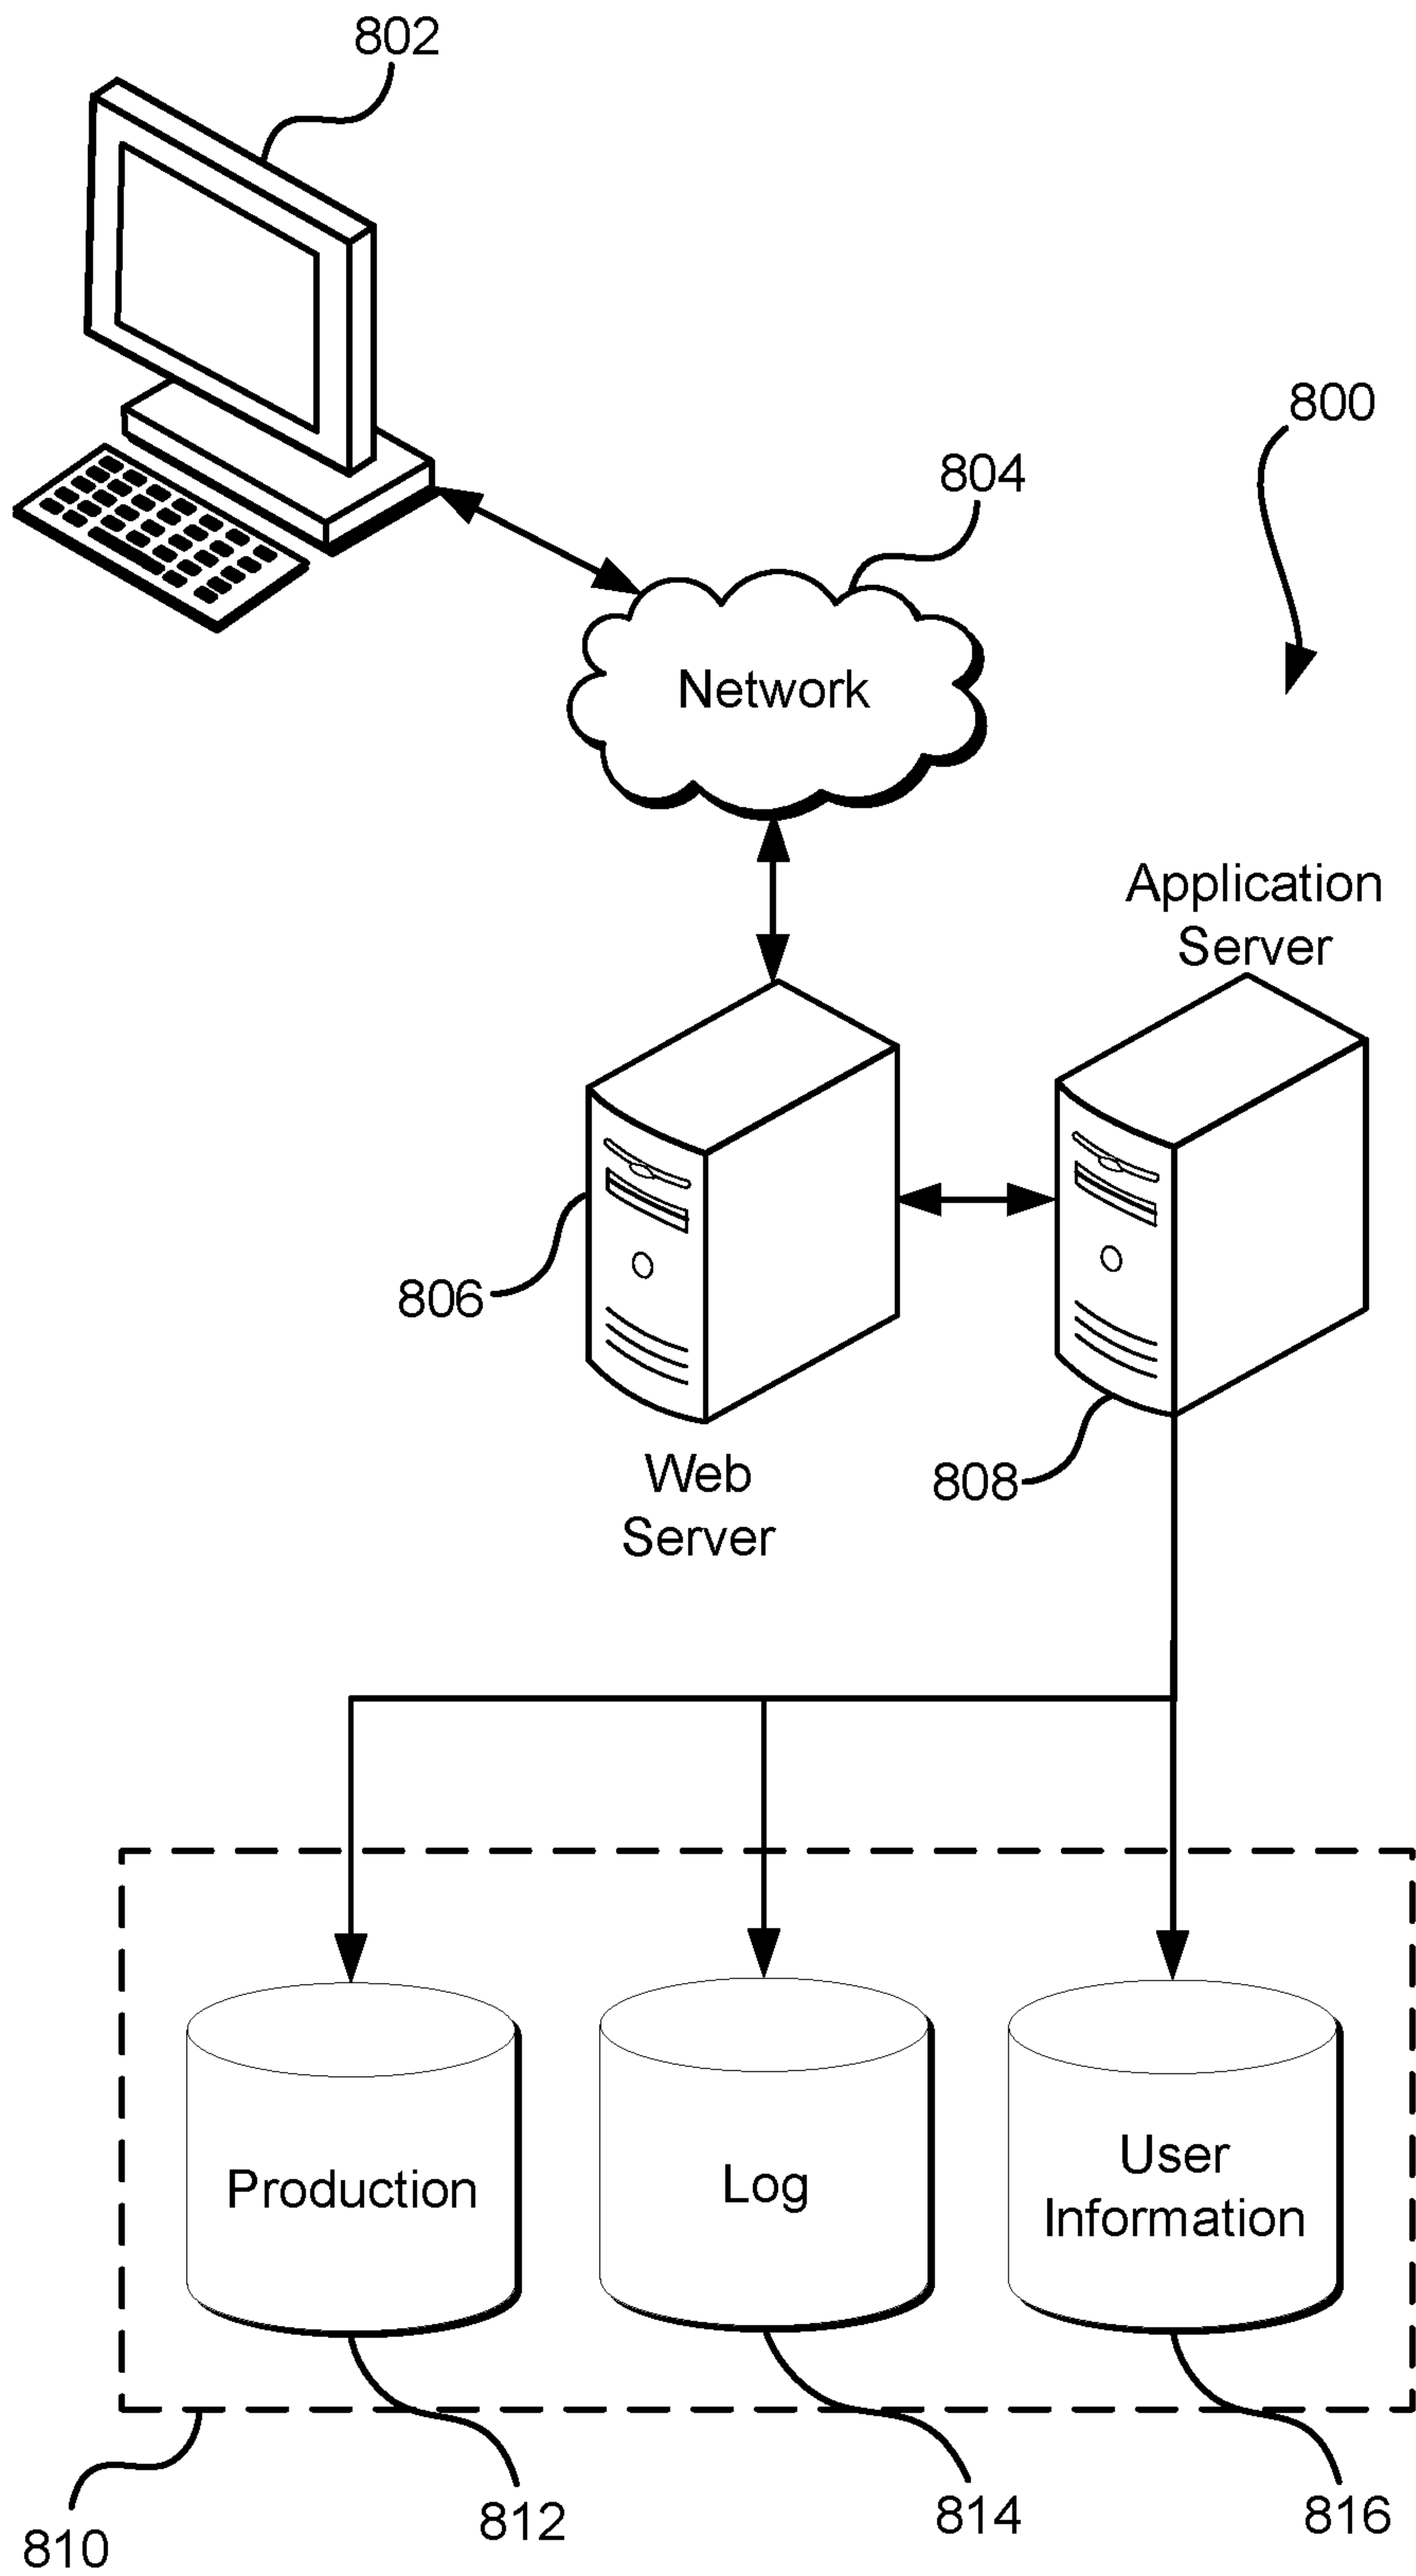 802
800
804
Network
Application
Server
806
Web
Server
808
Production
Log
User
Information
810
812
814
816